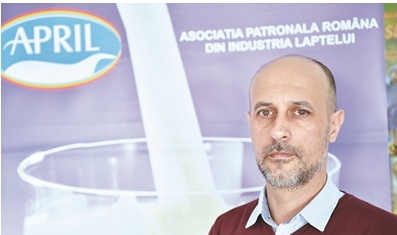 APRIL
ASOCIATIA PATRONALA ROMÂNA
DIN INDUSTRIA LAPTELUI